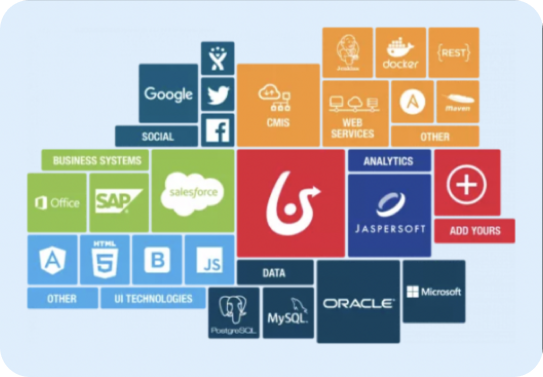 Jenkins
docker
{REST}
Google
CMIS
WEB
SERVICES
Maven
OTHER
SOCIAL
BUSINESS SYSTEMS
ANALYTICS
Office
SAP
salesforce
JASPERSOFT
ADD YOURS
HTML
5
B
JS
DATA
OTHER
UI TECHNOLOGIES
PostgreSQL
MySQL
ORACLE
Microsoft